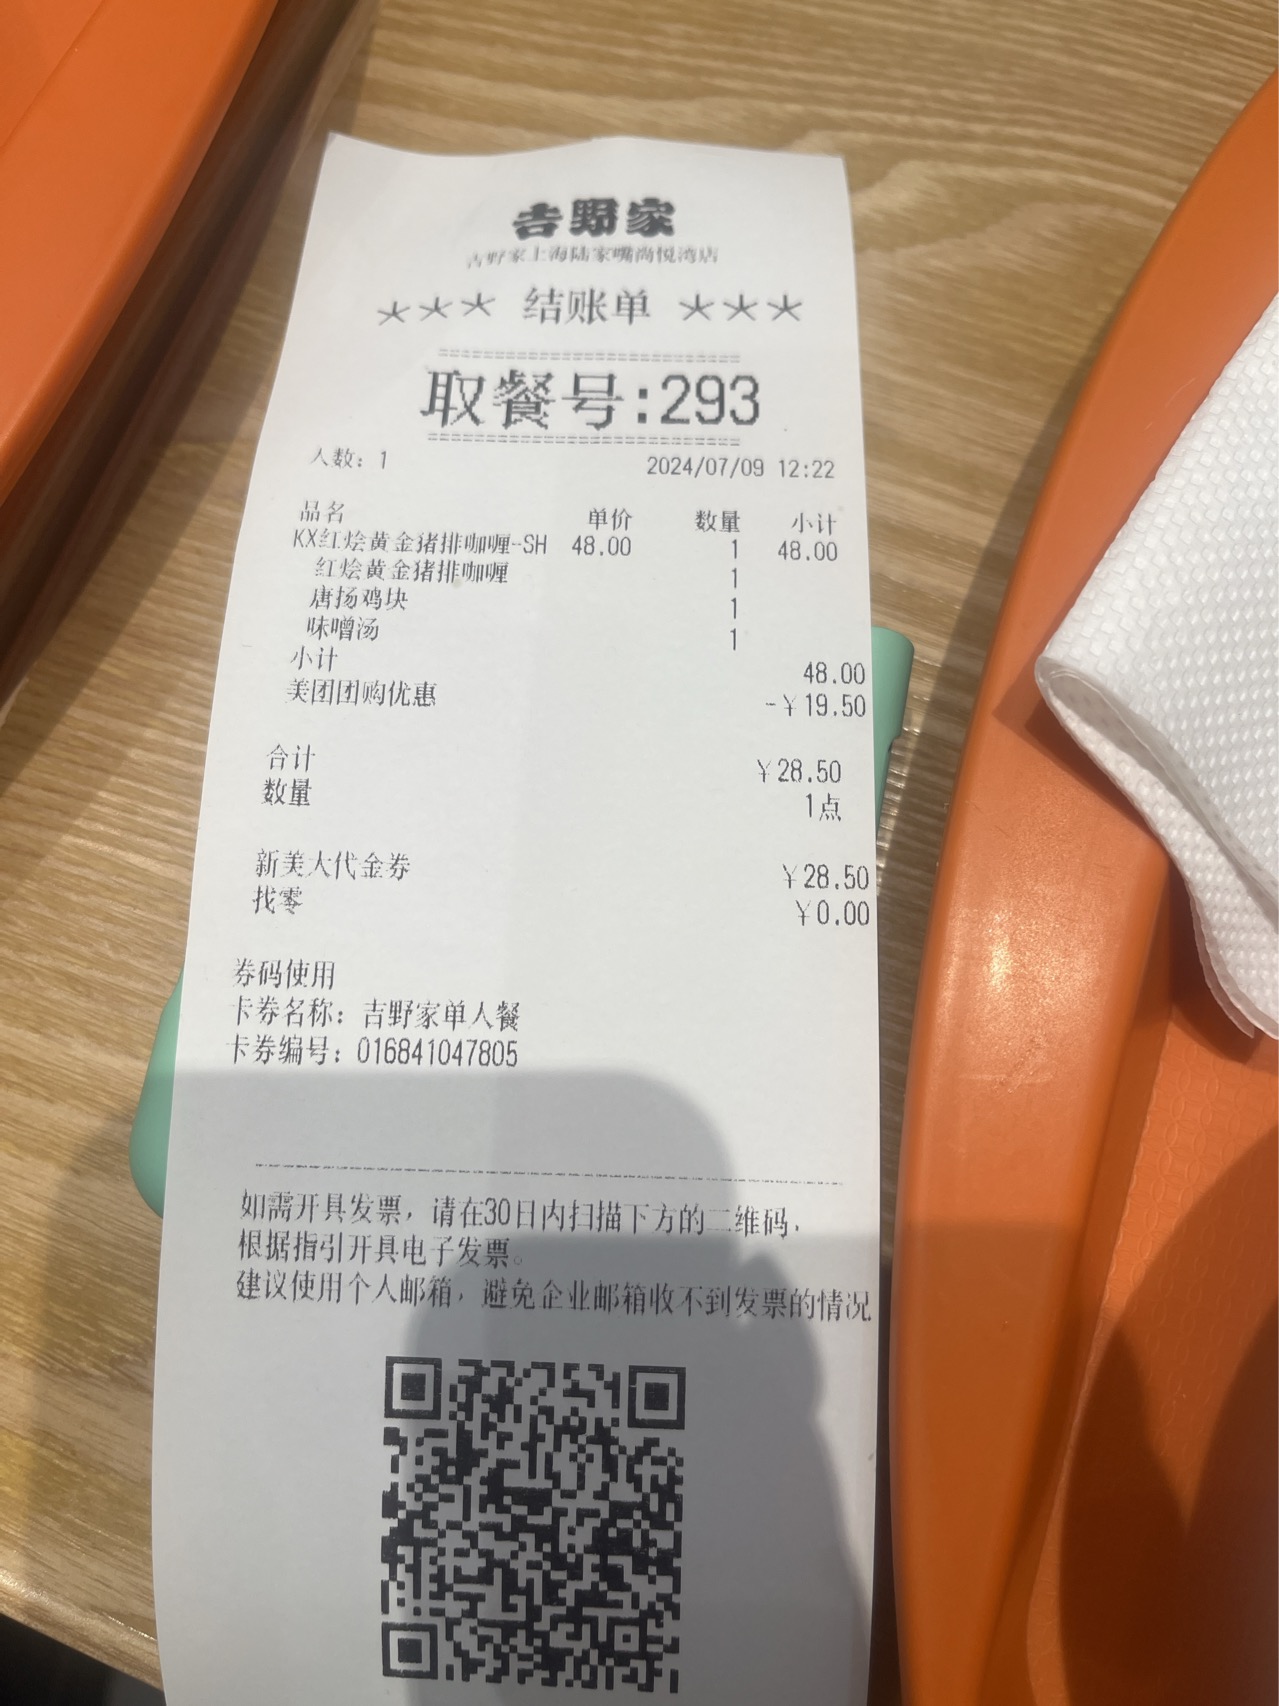 吉野家
吉野家上海陆家嘴尚悦湾店
*** 结账单 ***
取餐号:293
人数：1 2024/07/09 12:22
品名 单价 数量 小计
KX红烩黄金猪排咖喱-SH 48.00 1 48.00
红烩黄金猪排咖喱 1
唐扬鸡块 1
味噌汤 1
小计 48.00
美团团购优惠 -￥19.50
合计 ￥28.50
数量 1点
新美大代金券 ￥28.50
找零 ￥0.00
券码使用
卡券名称：吉野家单人餐
卡券编号：016841047805
如需开具发票，请在30日内扫描下方的二维码，
根据指引开具电子发票。
建议使用个人邮箱，避免企业邮箱收不到发票的情况